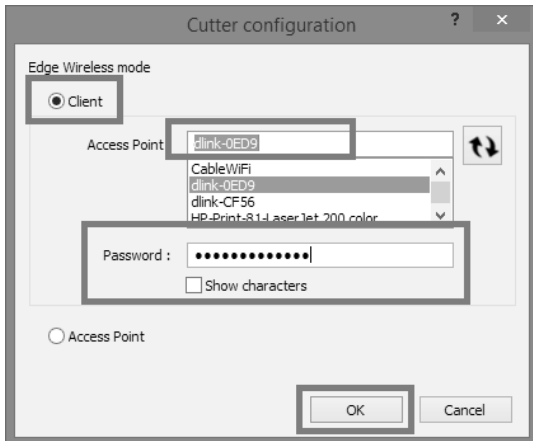 Cutter configuration ? ×
Edge Wireless mode
Client
Access Point
dlink-0ED9
CableWiFi
dlink-0ED9
dlink-CF56
HP-Print-81-LaserJet 200 color
Password : •••••••••••••
Show characters
Access Point
OK Cancel